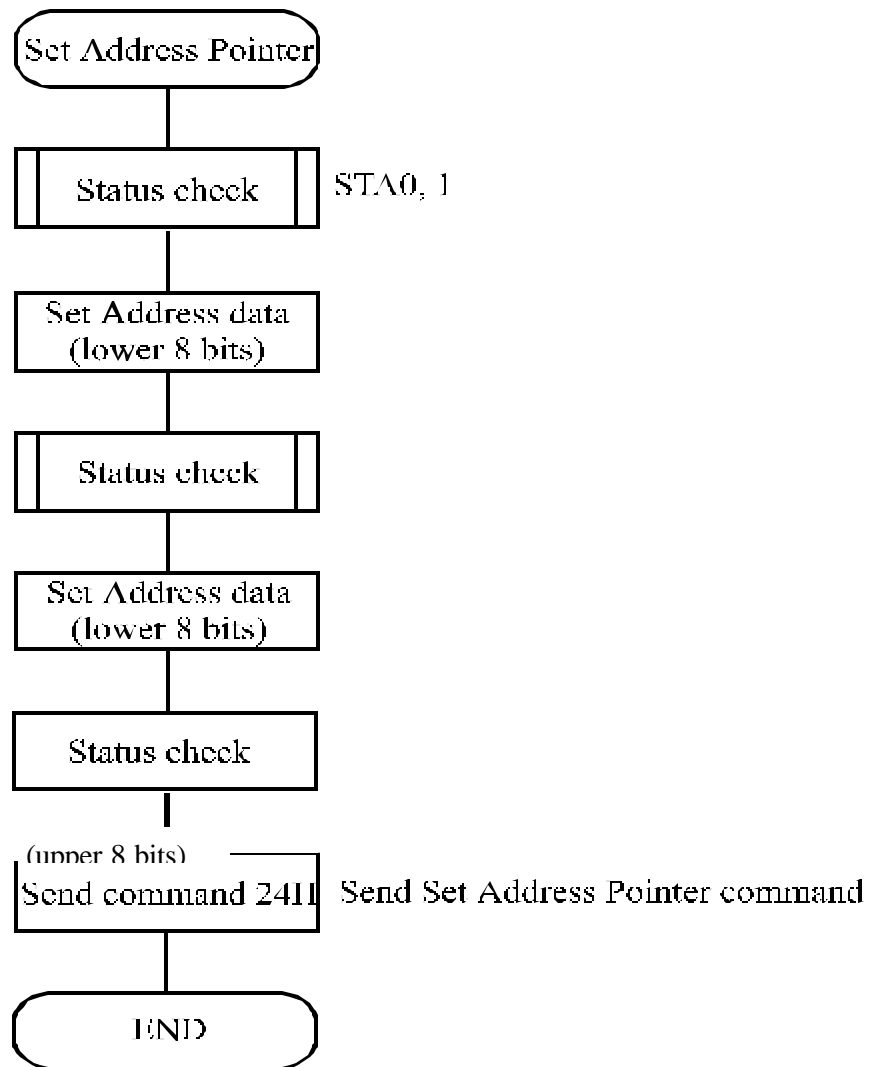 Set Address Pointer
Status check
STA0, 1
Set Address data
(lower 8 bits)
Status check
Set Address data
(lower 8 bits)
Status check
(upper 8 bits)
Send command 24H
Send Set Address Pointer command
END